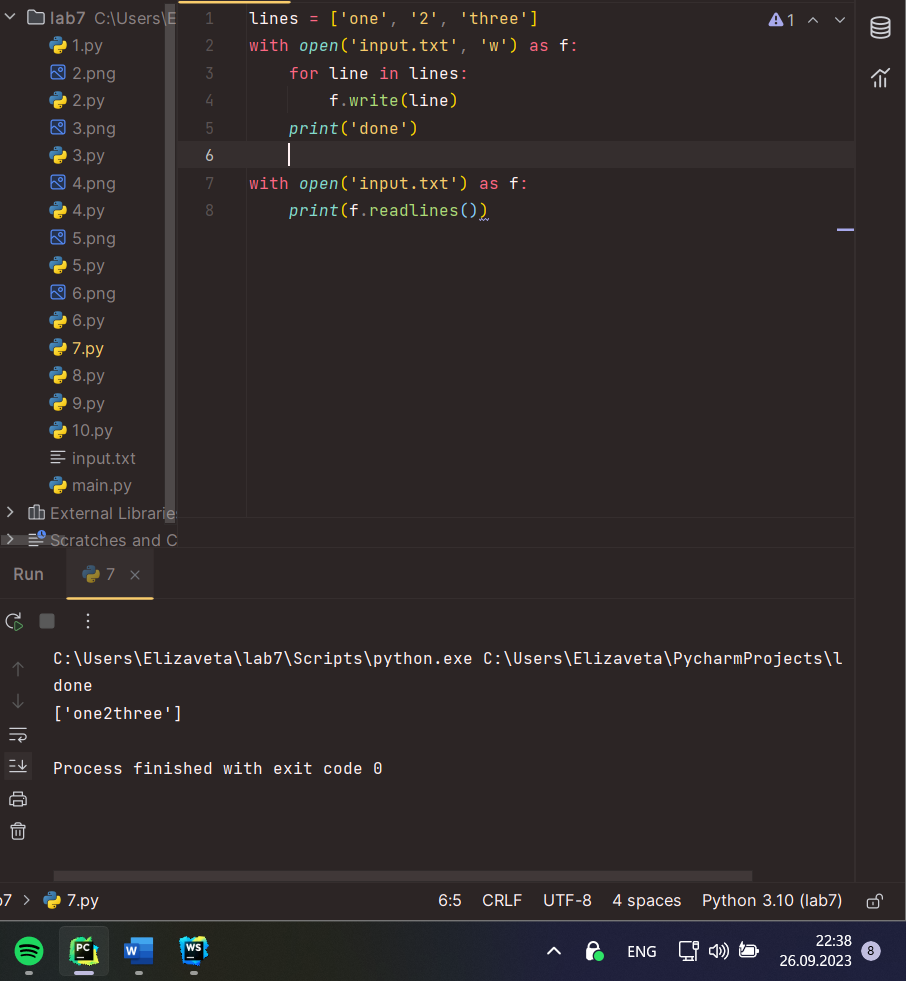 lab7 C:\Users\E
1.py
2.png
2.py
3.png
3.py
4.png
4.py
5.png
5.py
6.png
6.py
7.py
8.py
9.py
10.py
input.txt
main.py
External Librarie
Scratches and C
1 lines = ['one', '2', 'three']
2 with open('input.txt', 'w') as f:
3 for line in lines:
4 f.write(line)
5 print('done')
6
7 with open('input.txt') as f:
8 print(f.readlines())
1
Run 7
C:\Users\Elizaveta\lab7\Scripts\python.exe C:\Users\Elizaveta\PycharmProjects\l
done
['one2three']
Process finished with exit code 0
b7 > 7.py 6:5 CRLF UTF-8 4 spaces Python 3.10 (lab7)
PC W WS ENG 22:38 8
26.09.2023